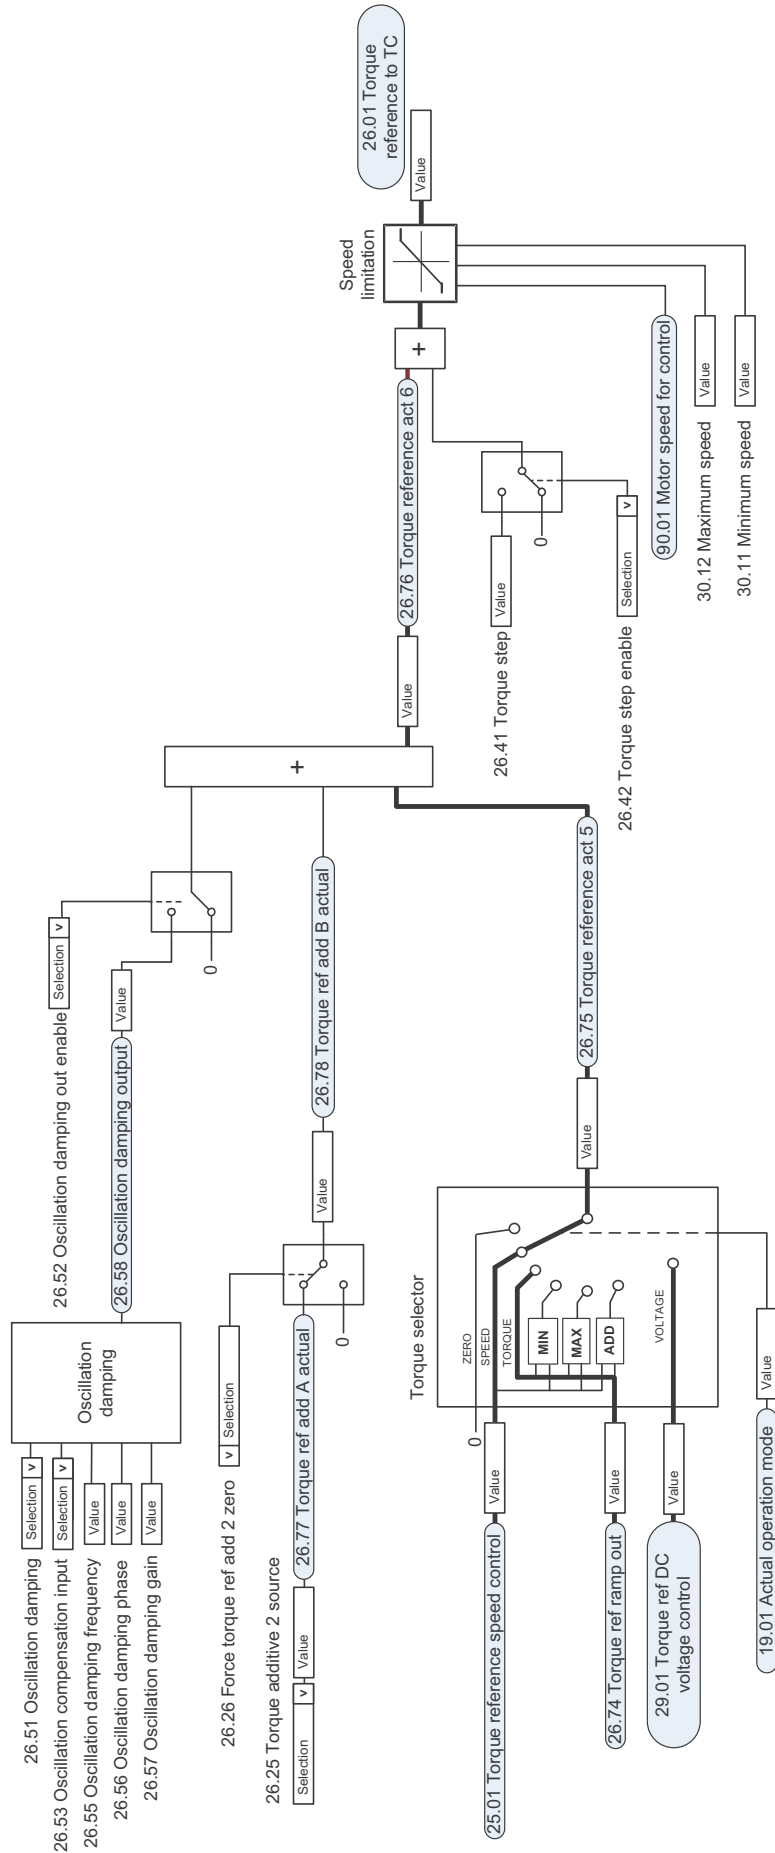 26.51 Oscillation damping
Selection
v
26.53 Oscillation compensation input
Selection
v
26.55 Oscillation damping frequency
Value
26.56 Oscillation damping phase
Value
26.57 Oscillation damping gain
Value
Oscillation
damping
26.52 Oscillation damping out enable
Selection
v
26.58 Oscillation damping output
Value
0
26.26 Force torque ref add 2 zero
v
Selection
26.25 Torque additive 2 source
Selection
v
Value
26.77 Torque ref add A actual
0
Value
26.78 Torque ref add B actual
+
Value
26.76 Torque reference act 6
+
Speed
limitation
Value
26.01 Torque
reference to TC
26.41 Torque step
Value
0
26.42 Torque step enable
Selection
v
90.01 Motor speed for control
30.12 Maximum speed
Value
30.11 Minimum speed
Value
Torque selector
0
ZERO
25.01 Torque reference speed control
Value
SPEED
TORQUE
MIN
MAX
ADD
26.74 Torque ref ramp out
Value
29.01 Torque ref DC
voltage control
Value
VOLTAGE
19.01 Actual operation mode
Value
Value
26.75 Torque reference act 5